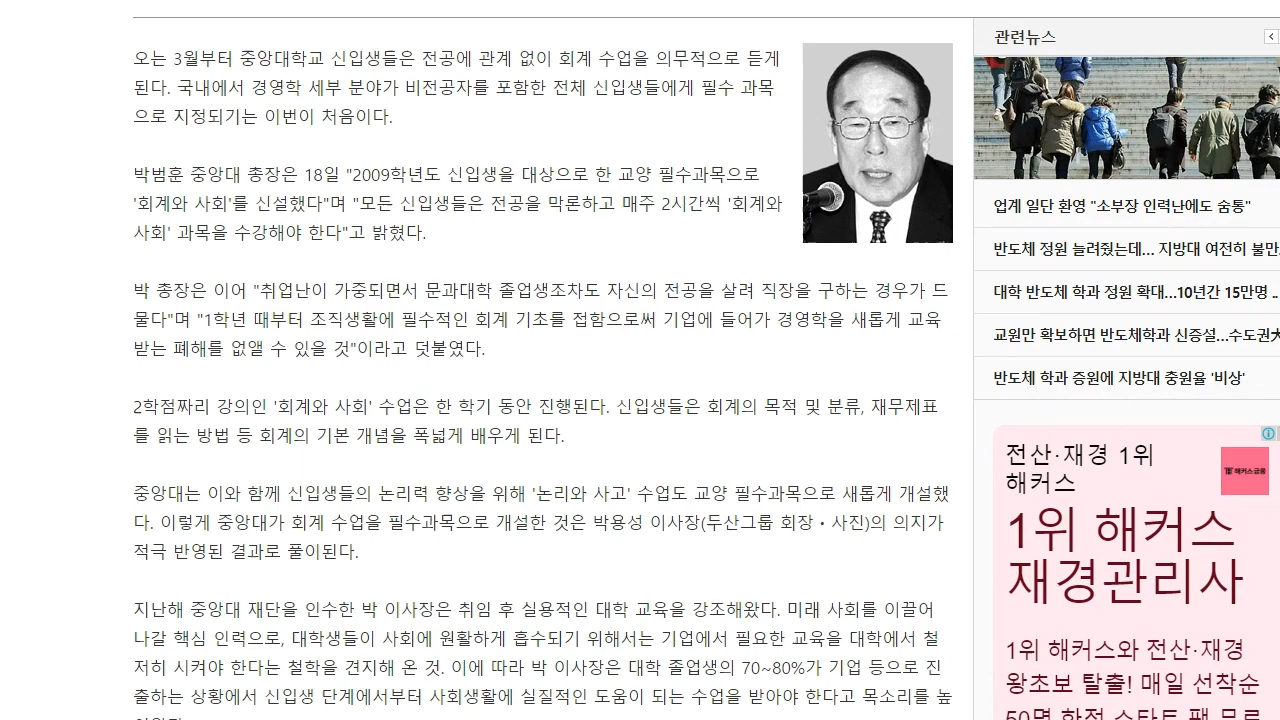 오는 3월부터 중앙대학교 신입생들은 전공에 관계 없이 회계 수업을 의무적으로 듣게
된다. 국내에서 경영학 세부 분야가 비전공자를 포함한 전체 신입생들에게 필수 과목
으로 지정되기는 이번이 처음이다.
박범훈 중앙대 총장은 18일 "2009학년도 신입생을 대상으로 한 교양 필수과목으로
'회계와 사회'를 신설했다"며 "모든 신입생들은 전공을 막론하고 매주 2시간씩 '회계와
사회' 과목을 수강해야 한다"고 밝혔다.
박 총장은 이어 "취업난이 가중되면서 문과대학 졸업생조차도 자신의 전공을 살려 직장을 구하는 경우가 드
물다"며 "1학년 때부터 조직생활에 필수적인 회계 기초를 접함으로써 기업에 들어가 경영학을 새롭게 교육
받는 폐해를 없앨 수 있을 것"이라고 덧붙였다.
2학점짜리 강의인 '회계와 사회' 수업은 한 학기 동안 진행된다. 신입생들은 회계의 목적 및 분류, 재무제표
를 읽는 방법 등 회계의 기본 개념을 폭넓게 배우게 된다.
중앙대는 이와 함께 신입생들의 논리력 향상을 위해 '논리와 사고' 수업도 교양 필수과목으로 새롭게 개설했
다. 이렇게 중앙대가 회계 수업을 필수과목으로 개설한 것은 박용성 이사장(두산그룹 회장·사진)의 의지가
적극 반영된 결과로 풀이된다.
지난해 중앙대 재단을 인수한 박 이사장은 취임 후 실용적인 대학 교육을 강조해왔다. 미래 사회를 이끌어
나갈 핵심 인력으로, 대학생들이 사회에 원활하게 흡수되기 위해서는 기업에서 필요한 교육을 대학에서 철
저히 시켜야 한다는 철학을 견지해 온 것. 이에 따라 박 이사장은 대학 졸업생의 70~80%가 기업 등으로 진
출하는 상황에서 신입생 단계에서부터 사회생활에 실질적인 도움이 되는 수업을 받아야 한다고 목소리를 높
관련뉴스
업계 일단 환영 "소부장 인력난에도 숨통"
반도체 정원 늘려줬는데... 지방대 여전히 불만
대학 반도체 학과 정원 확대...10년간 15만명 ..
교원만 확보하면 반도체학과 신증설...수도권大
반도체 학과 증원에 지방대 충원율 '비상'
전산·재경 1위
해커스
해커스금융
1위 해커스
재경관리사
1위 해커스와 전산·재경
왕초보 탈출! 매일 선착순
50명 합격 스타트 팩 무료